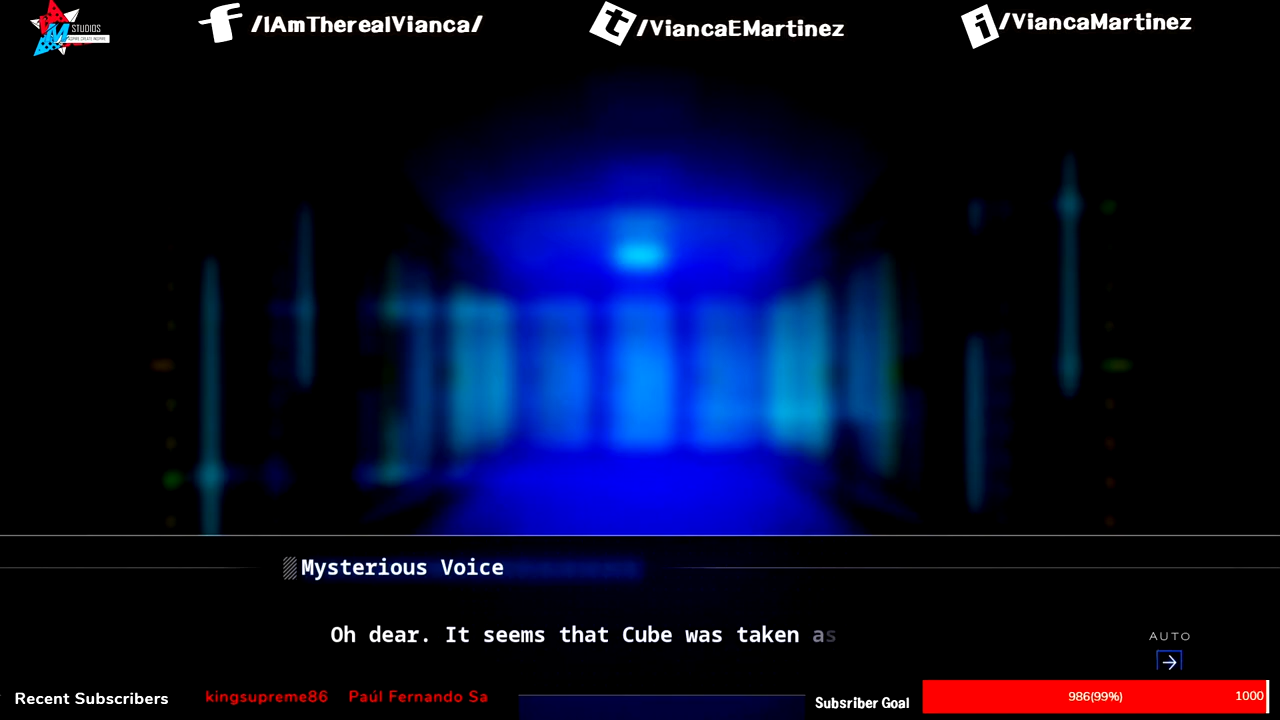 STUDIOS
f /IAmTherealVianca/
t /ViancaEMartinez
i /ViancaMartinez
Mysterious Voice
Oh dear. It seems that Cube was taken as
AUTO
Recent Subscribers
kingsupreme86 Paúl Fernando Sa
Subsriber Goal
986(99%)
1000